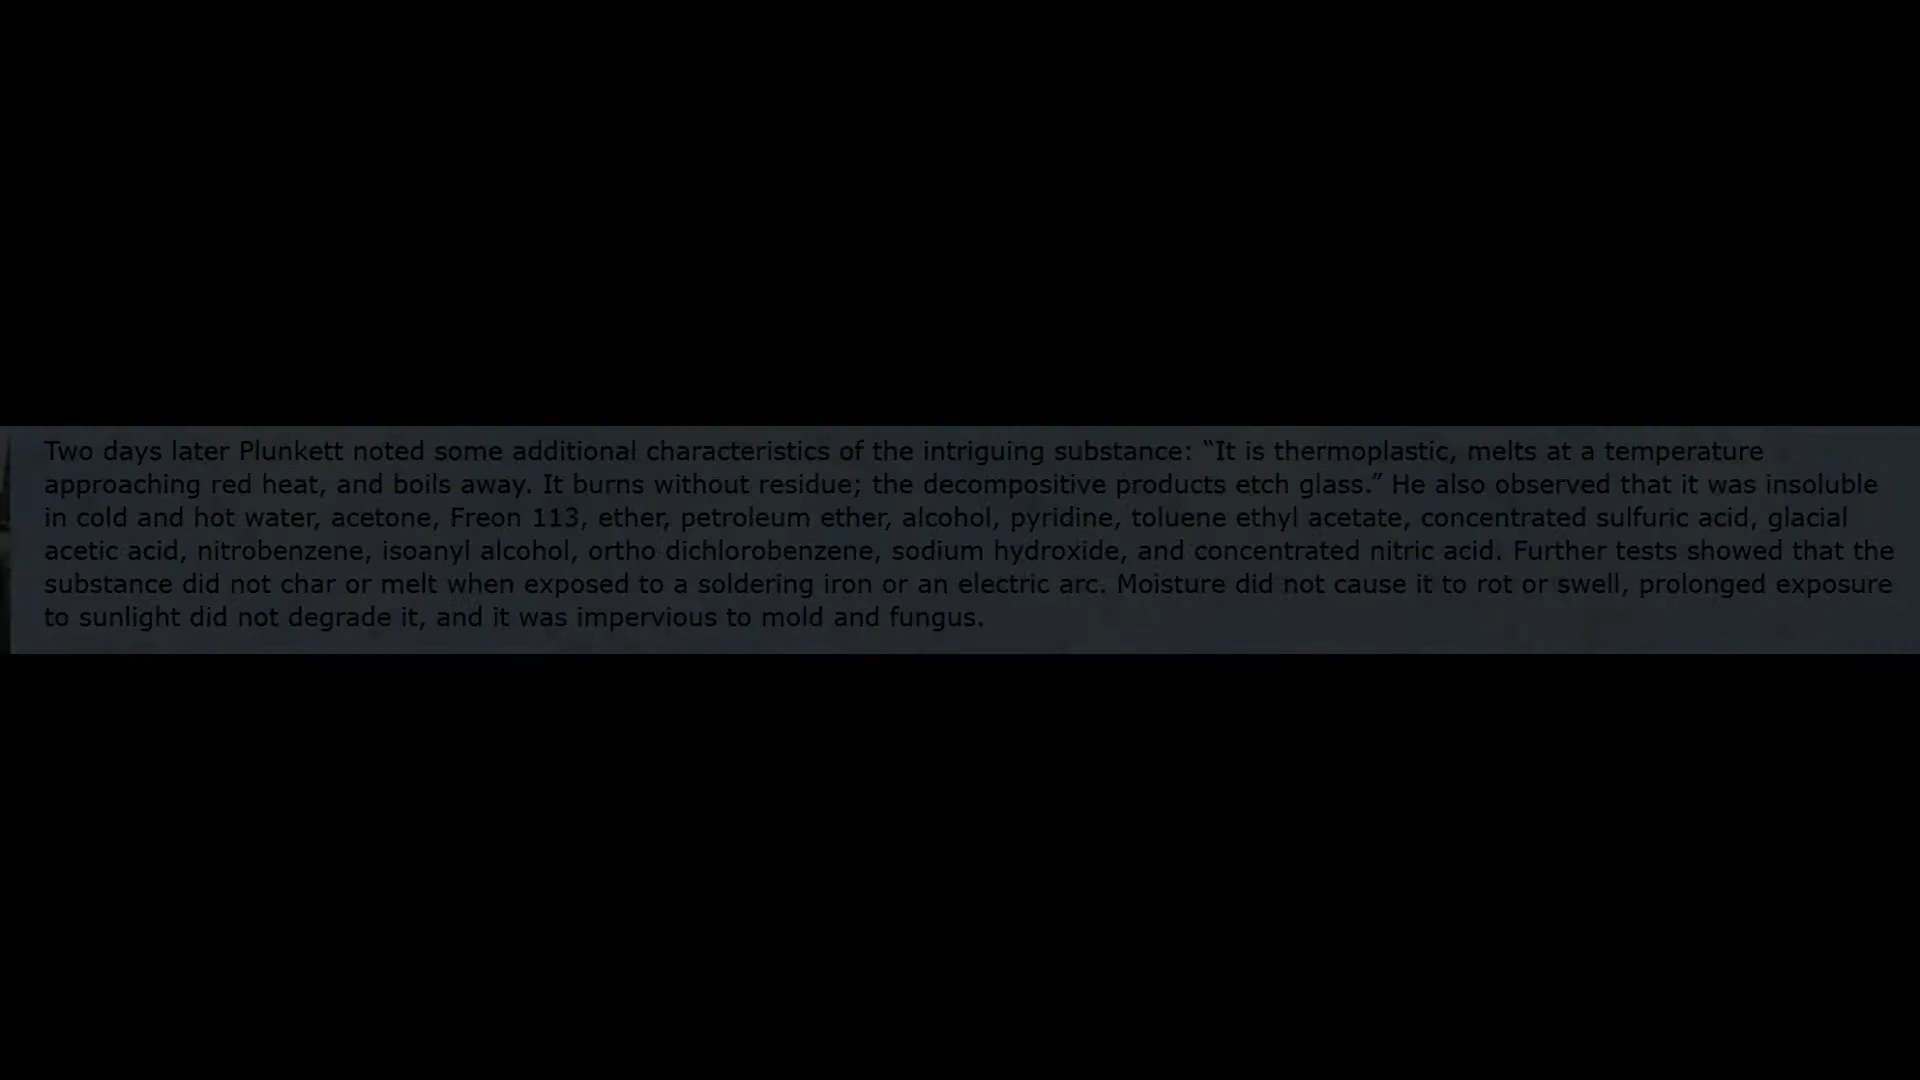 Two days later Plunkett noted some additional characteristics of the intriguing substance: “It is thermoplastic, melts at a temperature
approaching red heat, and boils away. It burns without residue; the decompositive products etch glass.” He also observed that it was insoluble
in cold and hot water, acetone, Freon 113, ether, petroleum ether, alcohol, pyridine, toluene ethyl acetate, concentrated sulfuric acid, glacial
acetic acid, nitrobenzene, isoanyl alcohol, ortho dichlorobenzene, sodium hydroxide, and concentrated nitric acid. Further tests showed that the
substance did not char or melt when exposed to a soldering iron or an electric arc. Moisture did not cause it to rot or swell, prolonged exposure
to sunlight did not degrade it, and it was impervious to mold and fungus.